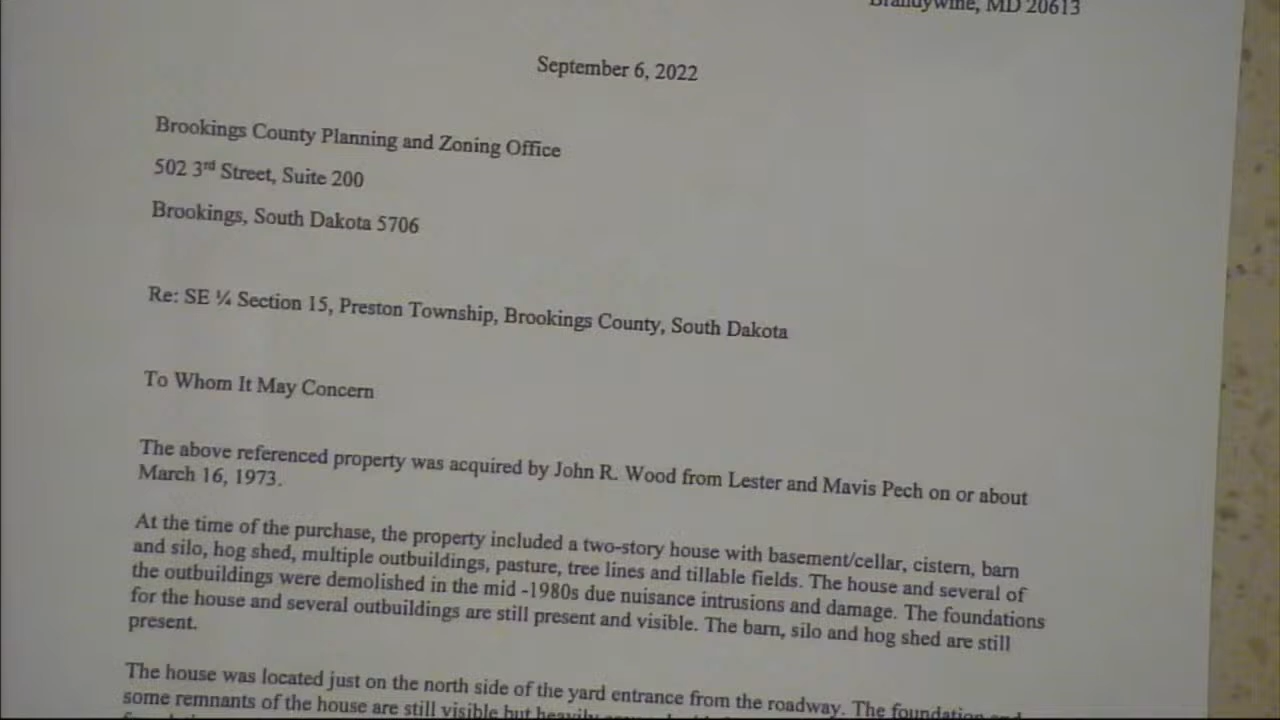 Brandywine, MD 20613
September 6, 2022
Brookings County Planning and Zoning Office
502 3rd Street, Suite 200
Brookings, South Dakota 5706
Re: SE ¼ Section 15, Preston Township, Brookings County, South Dakota
To Whom It May Concern
The above referenced property was acquired by John R. Wood from Lester and Mavis Pech on or about
March 16, 1973.
At the time of the purchase, the property included a two-story house with basement/cellar, cistern, barn
and silo, hog shed, multiple outbuildings, pasture, tree lines and tillable fields. The house and several of
the outbuildings were demolished in the mid -1980s due nuisance intrusions and damage. The foundations
for the house and several outbuildings are still present and visible. The barn, silo and hog shed are still
present.
The house was located just on the north side of the yard entrance from the roadway. The foundation and
some remnants of the house are still visible but heavily